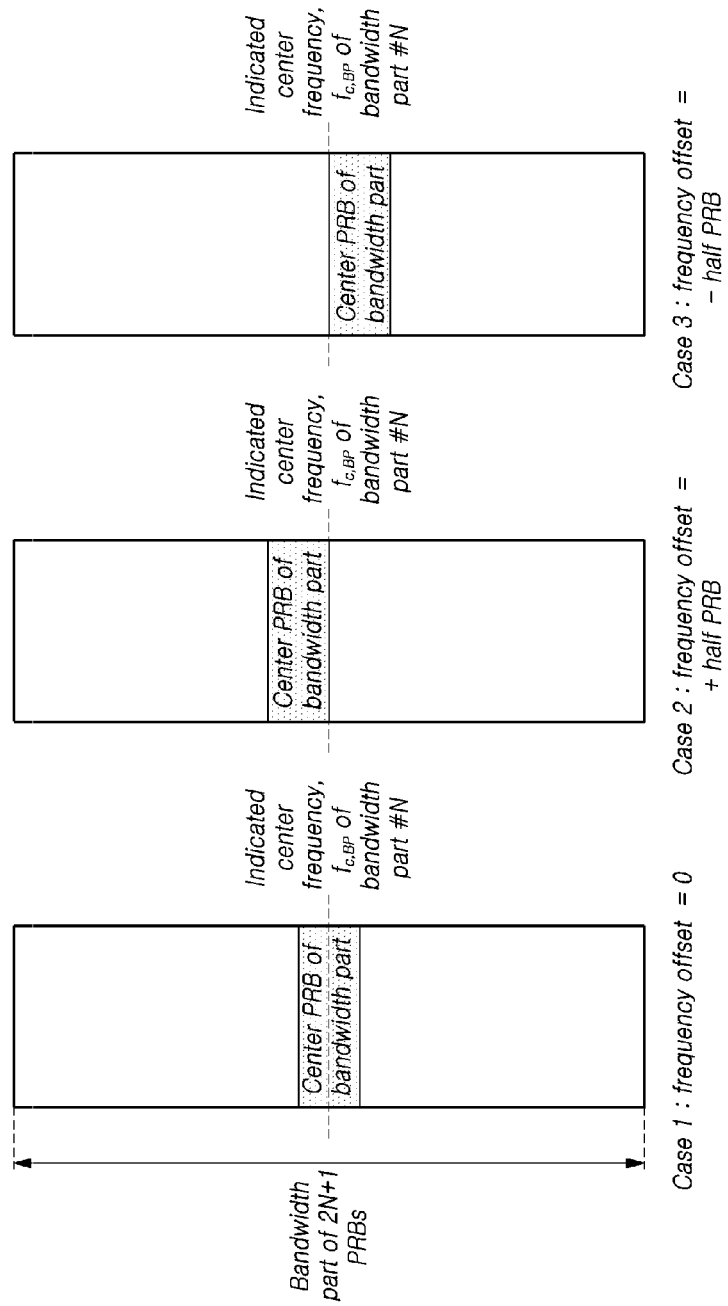 Bandwidth
part of 2N+1
PRBs
Center PRB of
bandwidth part
Indicated
center
frequency,
fc,BP of
bandwidth
part #N
Case 1 : frequency offset = 0
Center PRB of
bandwidth part
Indicated
center
frequency,
fc,BP of
bandwidth
part #N
Case 2 : frequency offset =
+ half PRB
Center PRB of
bandwidth part
Indicated
center
frequency,
fc,BP of
bandwidth
part #N
Case 3 : frequency offset =
− half PRB